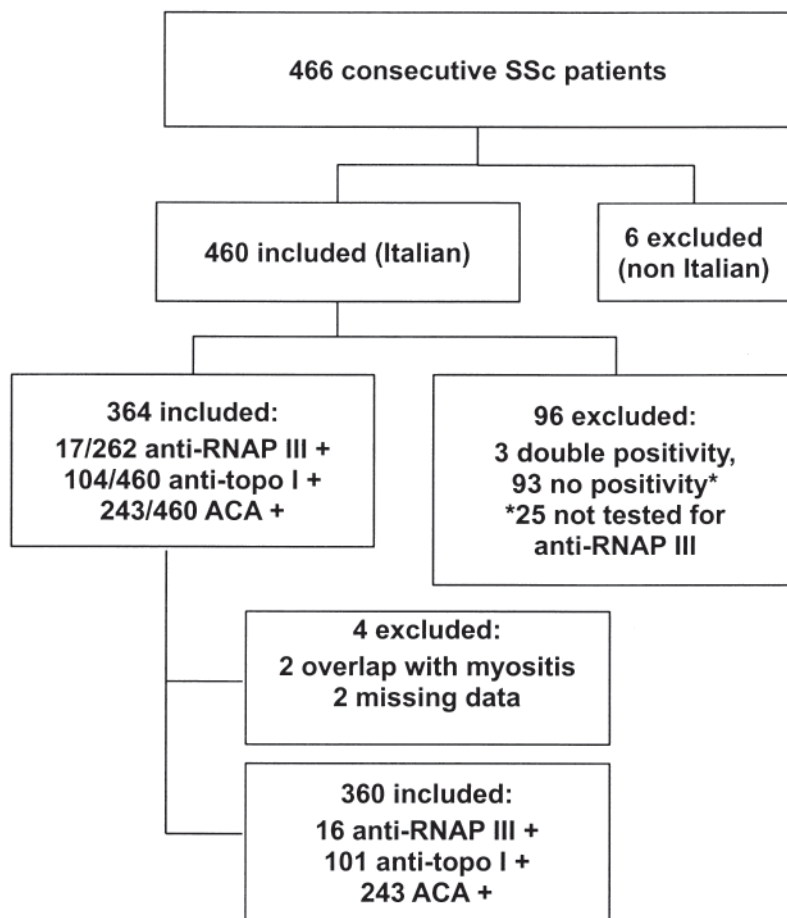 466 consecutive SSc patients
460 included (Italian)
6 excluded
(non Italian)
364 included:
17/262 anti-RNAP III +
104/460 anti-topo I +
243/460 ACA +
96 excluded:
3 double positivity,
93 no positivity*
*25 not tested for
anti-RNAP III
4 excluded:
2 overlap with myositis
2 missing data
360 included:
16 anti-RNAP III +
101 anti-topo I +
243 ACA +